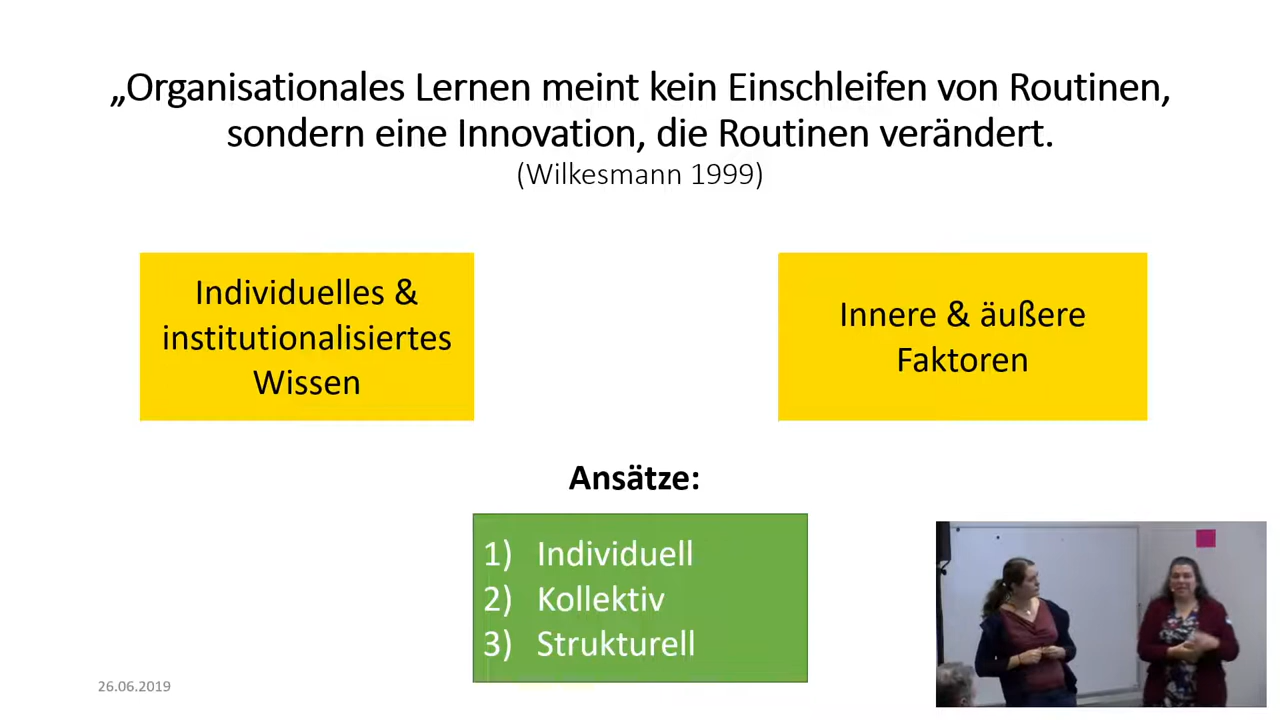 „Organisationales Lernen meint kein Einschleifen von Routinen,
sondern eine Innovation, die Routinen verändert.
(Wilkesmann 1999)
Individuelles &
institutionalisiertes
Wissen
Innere & äußere
Faktoren
Ansätze:
1) Individuell
2) Kollektiv
3) Strukturell
26.06.2019